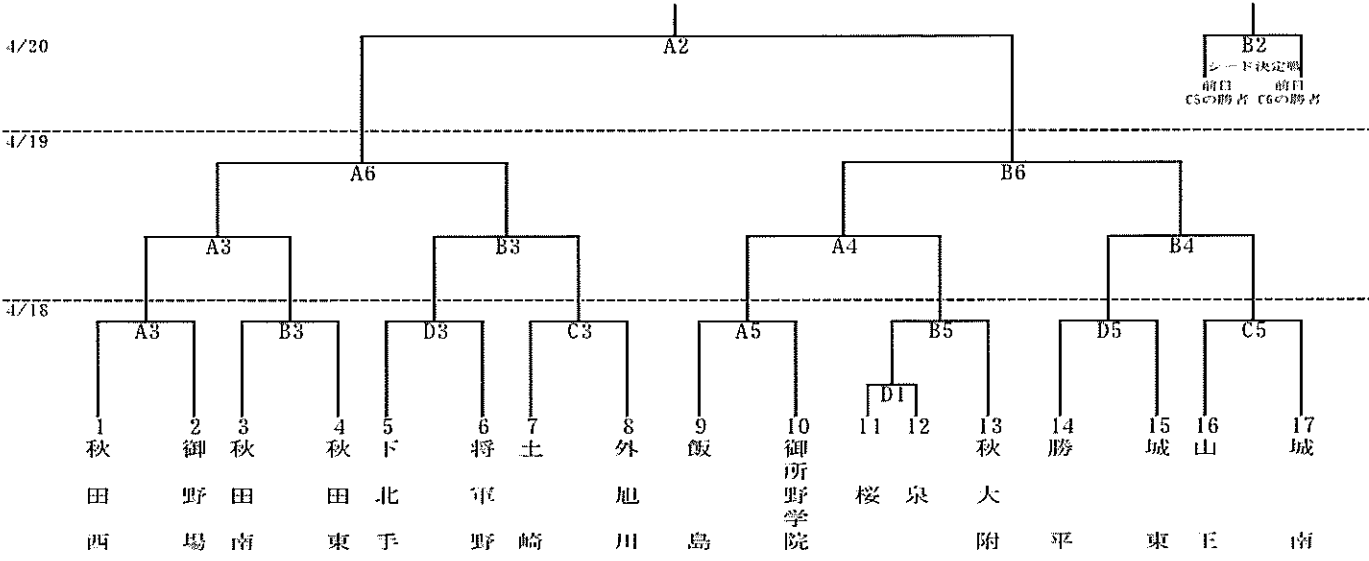 4/20
A2
B2
シード決定戦
前日 前日
C5の勝者 C6の勝者
4/19
A6
B6
A3
B3
A4
B4
4/18
A3
B3
D3
C3
A5
B5
D5
C5
D1
1 秋田西
2 御野場
3 秋田南
4 秋田東
5 下北手
6 将軍野
7 土崎
8 外旭川
9 飯島
10 御所野学院
11 桜
12 泉
13 秋大附
14 勝平
15 城東
16 山王
17 城南